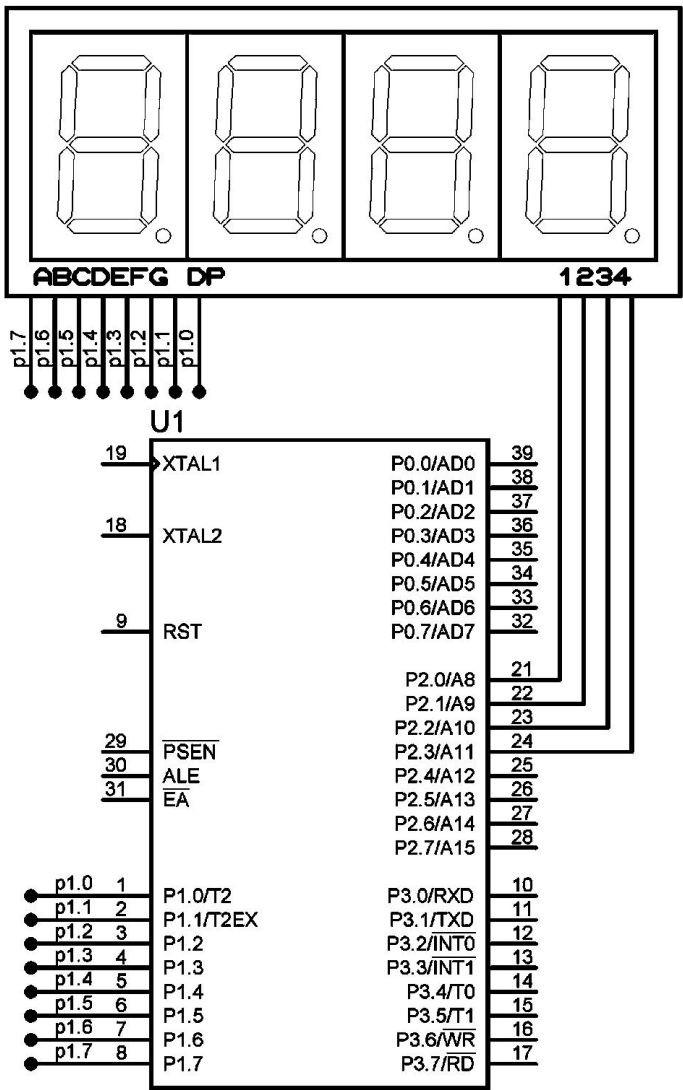 ABCDEFG DP 1234
p1.7 p1.6 p1.5 p1.4 p1.3 p1.2 p1.1 p1.0
U1
19 XTAL1 P0.0/AD0 39
P0.1/AD1 38
P0.2/AD2 37
18 XTAL2 P0.3/AD3 36
P0.4/AD4 35
P0.5/AD5 34
P0.6/AD6 33
9 RST P0.7/AD7 32
P2.0/A8 21
P2.1/A9 22
P2.2/A10 23
29 PSEN P2.3/A11 24
30 ALE P2.4/A12 25
31 EA P2.5/A13 26
P2.6/A14 27
P2.7/A15 28
p1.0 1 P1.0/T2 P3.0/RXD 10
p1.1 2 P1.1/T2EX P3.1/TXD 11
p1.2 3 P1.2 P3.2/INT0 12
p1.3 4 P1.3 P3.3/INT1 13
p1.4 5 P1.4 P3.4/T0 14
p1.5 6 P1.5 P3.5/T1 15
p1.6 7 P1.6 P3.6/WR 16
p1.7 8 P1.7 P3.7/RD 17